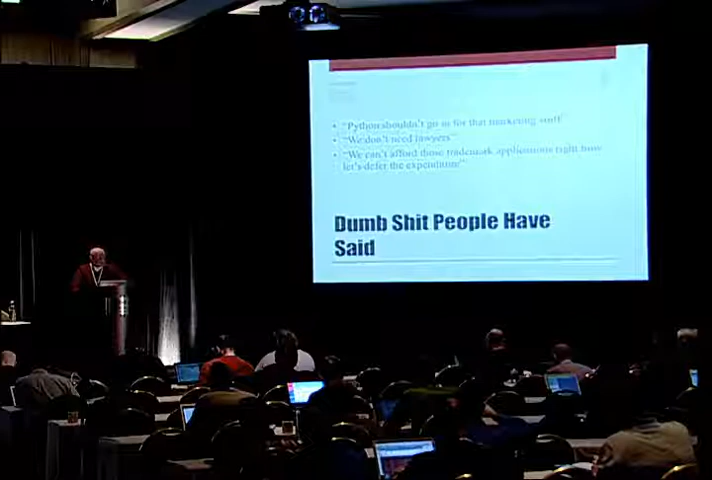 • "Python shouldn't go in for that marketing stuff"
• "We don't need lawyers"
• "We can't afford those trademark applications right now
let's defer the expenditure"
Dumb Shit People Have
Said